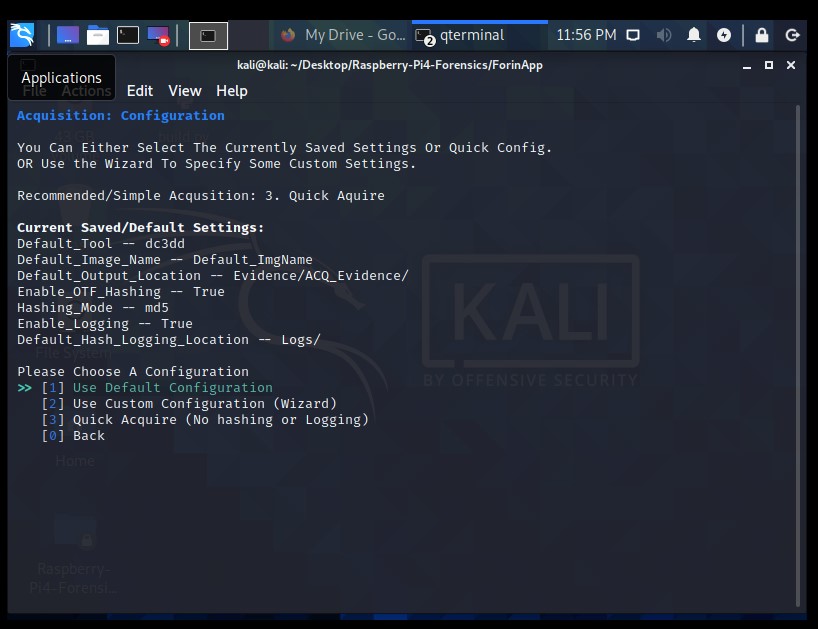 My Drive - Go...
2
qterminal
11:56 PM
kali@kali: ~/Desktop/Raspberry-Pi4-Forensics/ForinApp
Applications
File Actions Edit View Help
Acquisition: Configuration
You Can Either Select The Currently Saved Settings Or Quick Config.
OR Use the Wizard To Specify Some Custom Settings.
Recommended/Simple Acqusition: 3. Quick Aquire
Current Saved/Default Settings:
Default_Tool -- dc3dd
Default_Image_Name -- Default_ImgName
Default_Output_Location -- Evidence/ACQ_Evidence/
Enable_OTF_Hashing -- True
Hashing_Mode -- md5
Enable_Logging -- True
Default_Hash_Logging_Location -- Logs/
File System
KALI
BY OFFENSIVE SECURITY
Please Choose A Configuration
>> [1] Use Default Configuration
[2] Use Custom Configuration (Wizard)
[3] Quick Acquire (No hashing or Logging)
[0] Back
Home
Raspberry-
Pi4-Forensi...